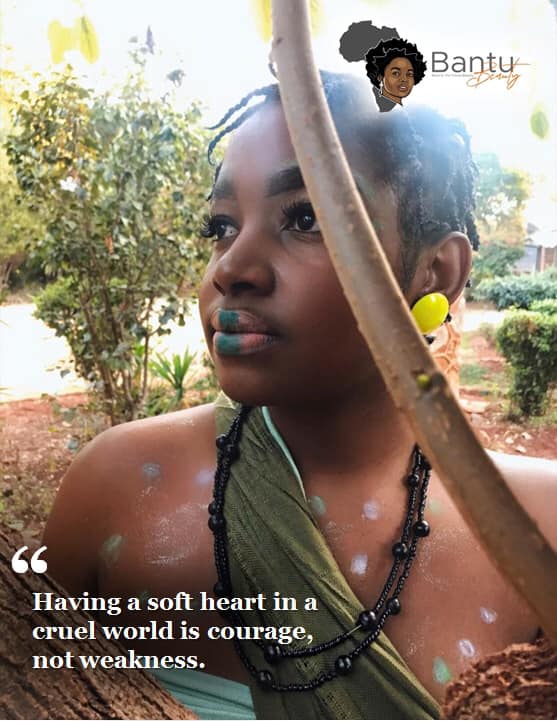 Bantu
Beauty
“
Having a soft heart in a
cruel world is courage,
not weakness.